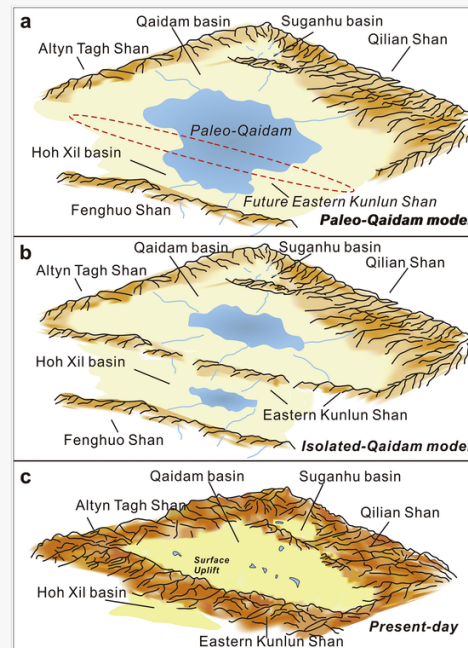 a
Qaidam basin
Suganhu basin
Altyn Tagh Shan
Qilian Shan
Paleo-Qaidam
Hoh Xil basin
Future Eastern Kunlun Shan
Fenghuo Shan
Paleo-Qaidam model
b
Qaidam basin
Suganhu basin
Altyn Tagh Shan
Qilian Shan
Hoh Xil basin
Eastern Kunlun Shan
Fenghuo Shan
Isolated-Qaidam model
c
Qaidam basin
Suganhu basin
Altyn Tagh Shan
Qilian Shan
Surface
Uplift
Hoh Xil basin
Present-day
Eastern Kunlun Shan